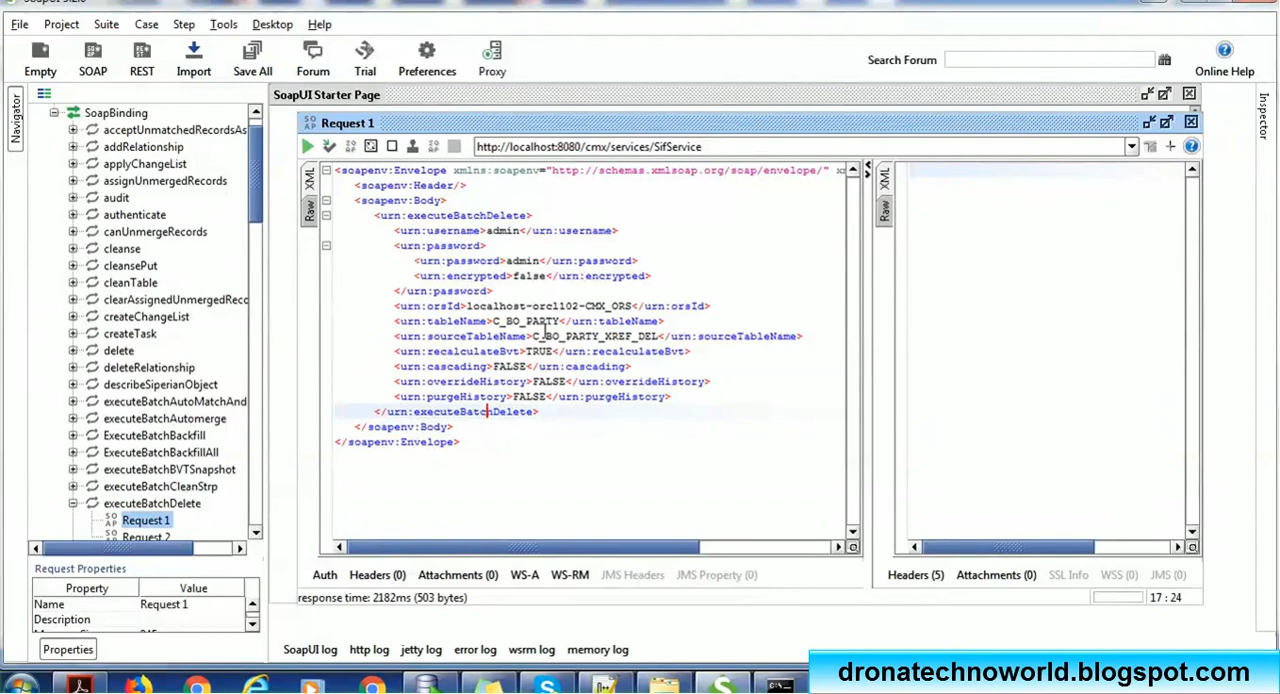 File Project Suite Case Step Tools Desktop Help
Empty SOAP REST Import Save All Forum Trial Preferences Proxy
Search Forum
Online Help
Navigator
SoapBinding
acceptUnmatchedRecordsAs
addRelationship
applyChangeList
assignUnmergedRecords
audit
authenticate
canUnmergeRecords
cleanse
cleansePut
cleanTable
clearAssignedUnmergedRecc
createChangeList
createTask
delete
deleteRelationship
describeSiperianObject
executeBatchAutoMatchAnd
executeBatchAutomerge
ExecuteBatchBackfill
ExecuteBatchBackfillAll
executeBatchBVTSnapshot
executeBatchCleanStrp
executeBatchDelete
Request 1
Request 2
Request Properties
Property Value
Name Request 1
Description
Properties
SoapUI Starter Page
Request 1
http://localhost:8080/cmx/services/SifService
XML
Raw
<soapenv:Envelope xmlns:soapenv="http://schemas.xmlsoap.org/soap/envelope/"
<soapenv:Header/>
<soapenv:Body>
<urn:executeBatchDelete>
<urn:username>admin</urn:username>
<urn:password>
<urn:password>admin</urn:password>
<urn:encrypted>false</urn:encrypted>
</urn:password>
<urn:orsId>localhost-orcl102-CMX_ORS</urn:orsId>
<urn:tableName>C_BO_PARTY</urn:tableName>
<urn:sourceTableName>C_BO_PARTY_XREF_DEL</urn:sourceTableName>
<urn:recalculateBvt>TRUE</urn:recalculateBvt>
<urn:cascading>FALSE</urn:cascading>
<urn:overrideHistory>FALSE</urn:overrideHistory>
<urn:purgeHistory>FALSE</urn:purgeHistory>
</urn:executeBatchDelete>
</soapenv:Body>
</soapenv:Envelope>
XML
Raw
Inspector
Auth Headers (0) Attachments (0) WS-A WS-RM JMS Headers JMS Property (0)
Headers (5) Attachments (0) SSL Info WSS (0) JMS (0)
response time: 2182ms (503 bytes)
17 : 24
SoapUI log http log jetty log error log wsrm log memory log
dronatechnoworld.blogspot.com